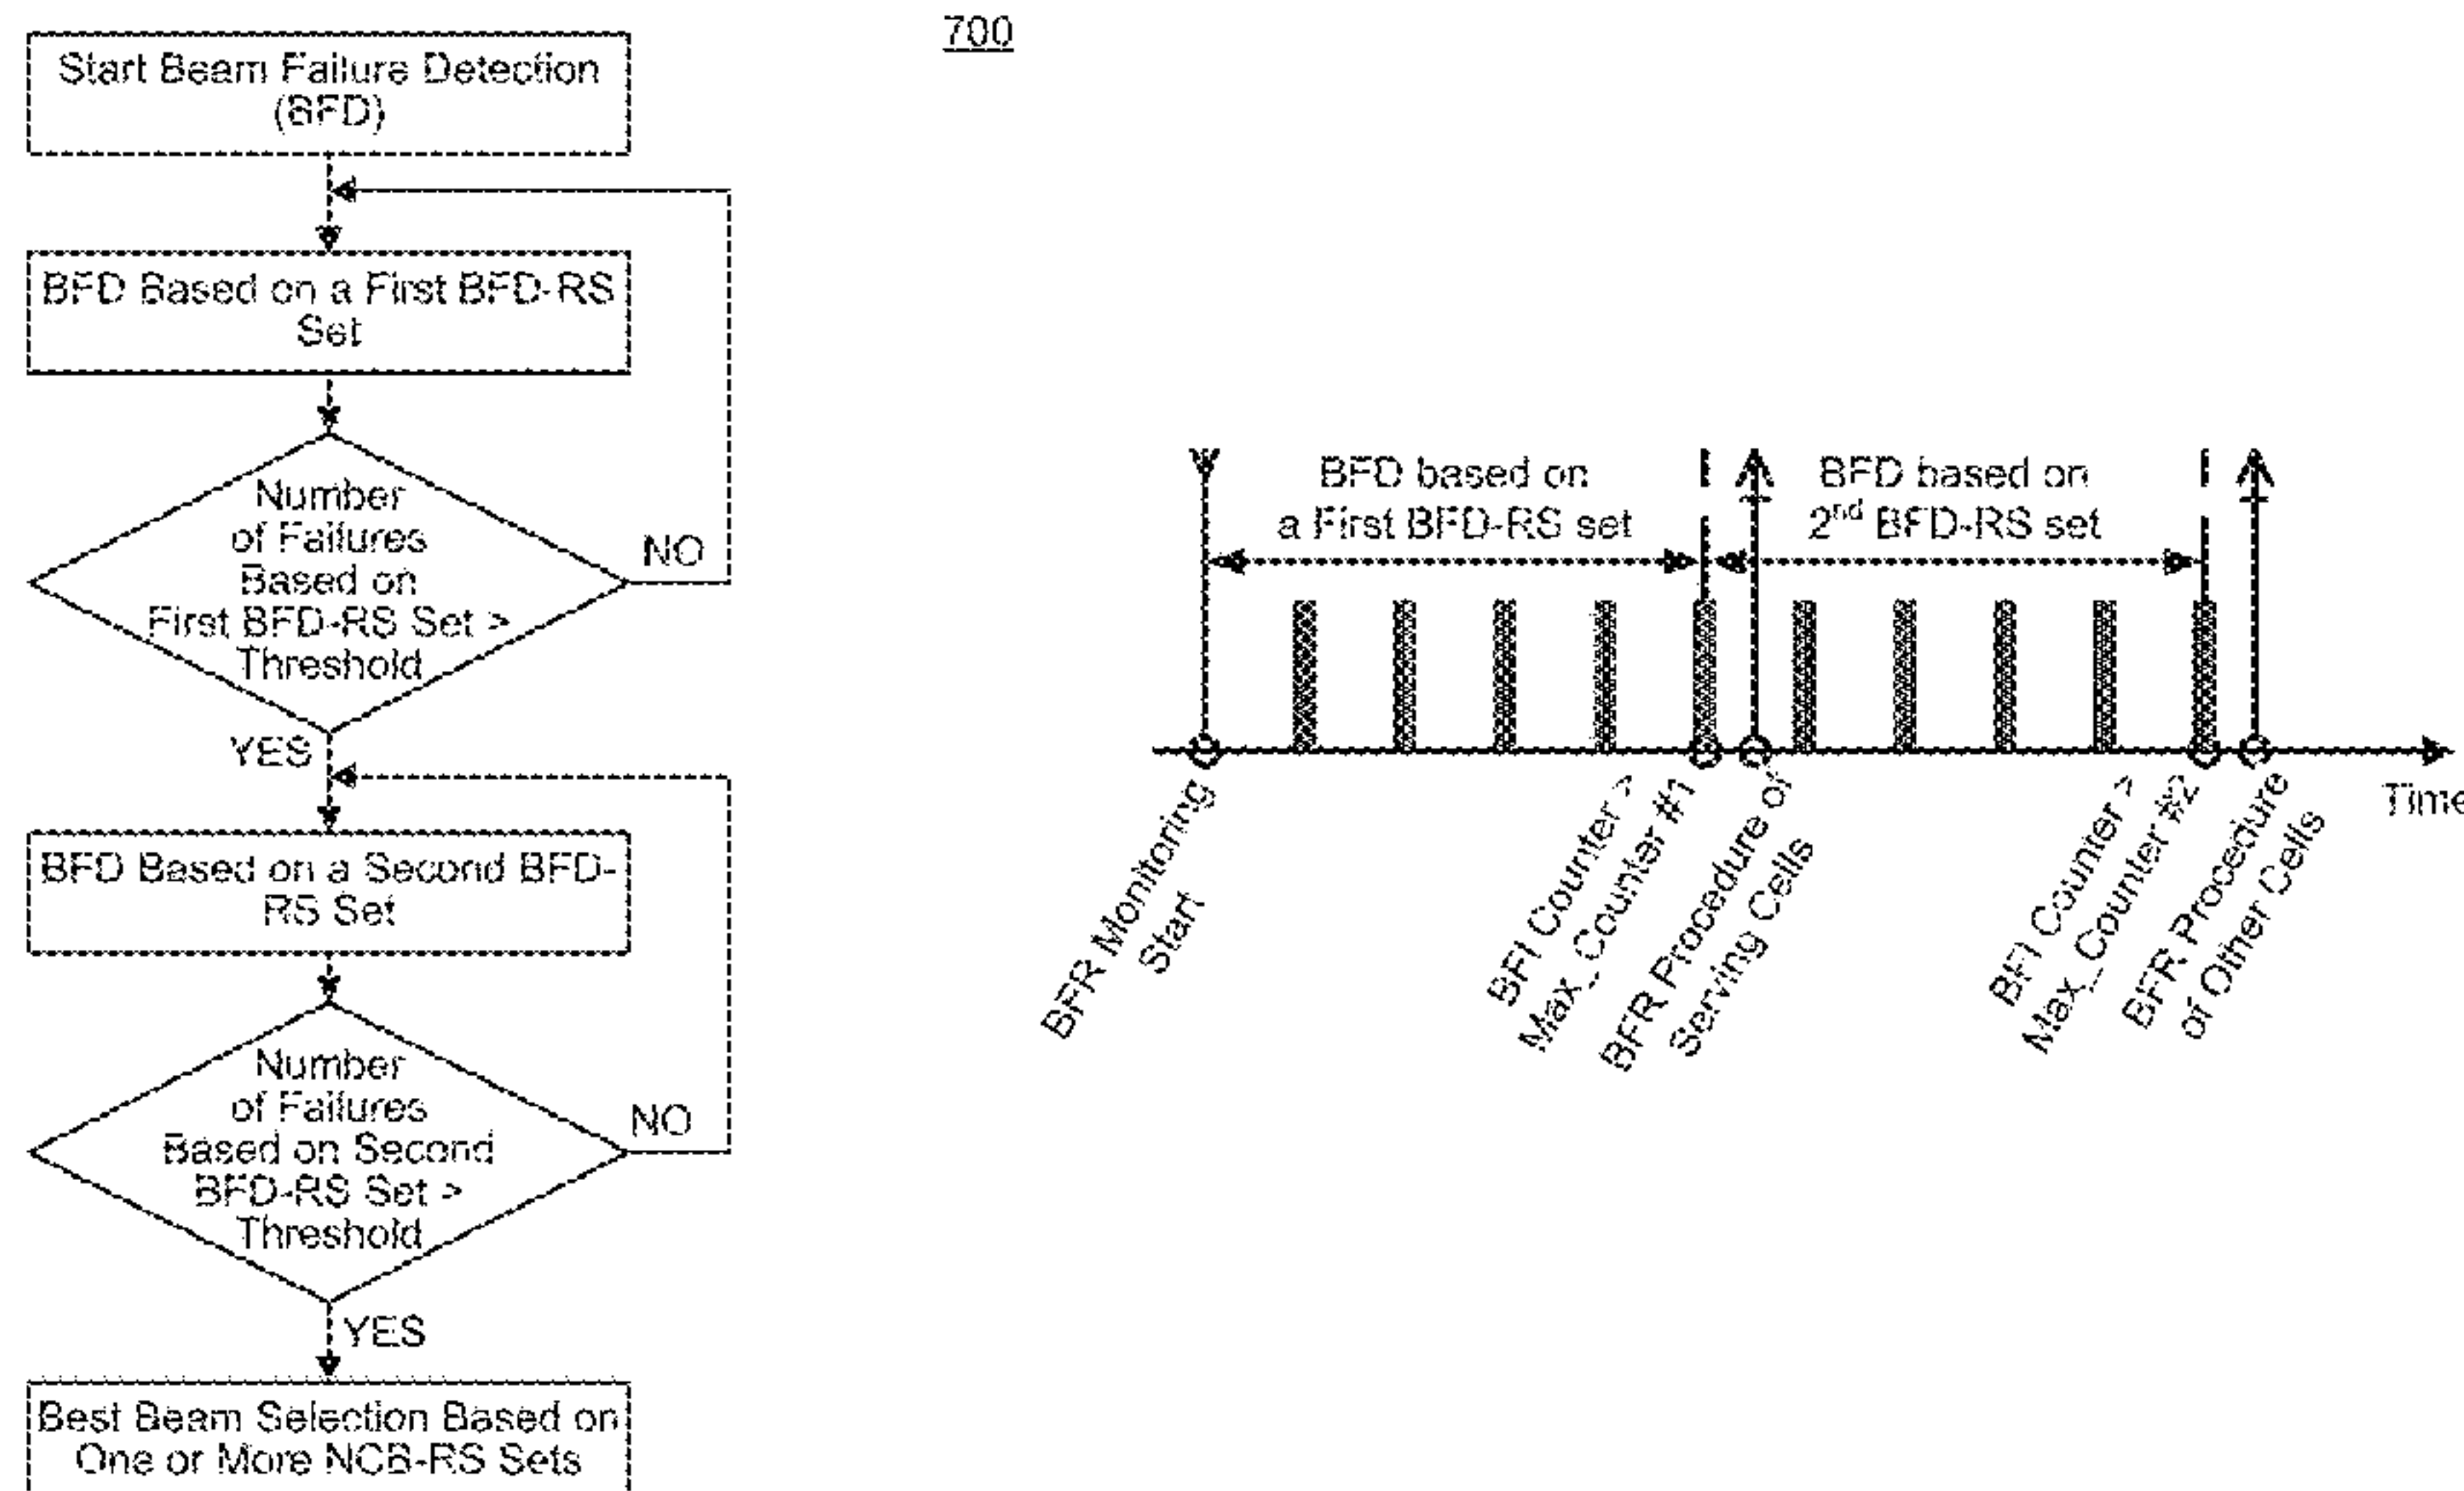 700
Start Beam Failure Detection
(BFD)
BFD Based on a First BFD-RS
Set
Number
of Failures
Based on
First BFD-RS Set >
Threshold
NO
YES
BFD Based on a Second BFD-
RS Set
Number
of Failures
Based on Second
BFD-RS Set >
Threshold
NO
YES
Best Beam Selection Based on
One or More NCB-RS Sets
BFD based on
a First BFD-RS set
BFD based on
2nd BFD-RS set
BFR Monitoring
Start
BFI Counter >
Max_Counter #1
BFR Procedure of
Serving Cells
BFI Counter >
Max_Counter #2
BFR Procedure
of Other Cells
Time